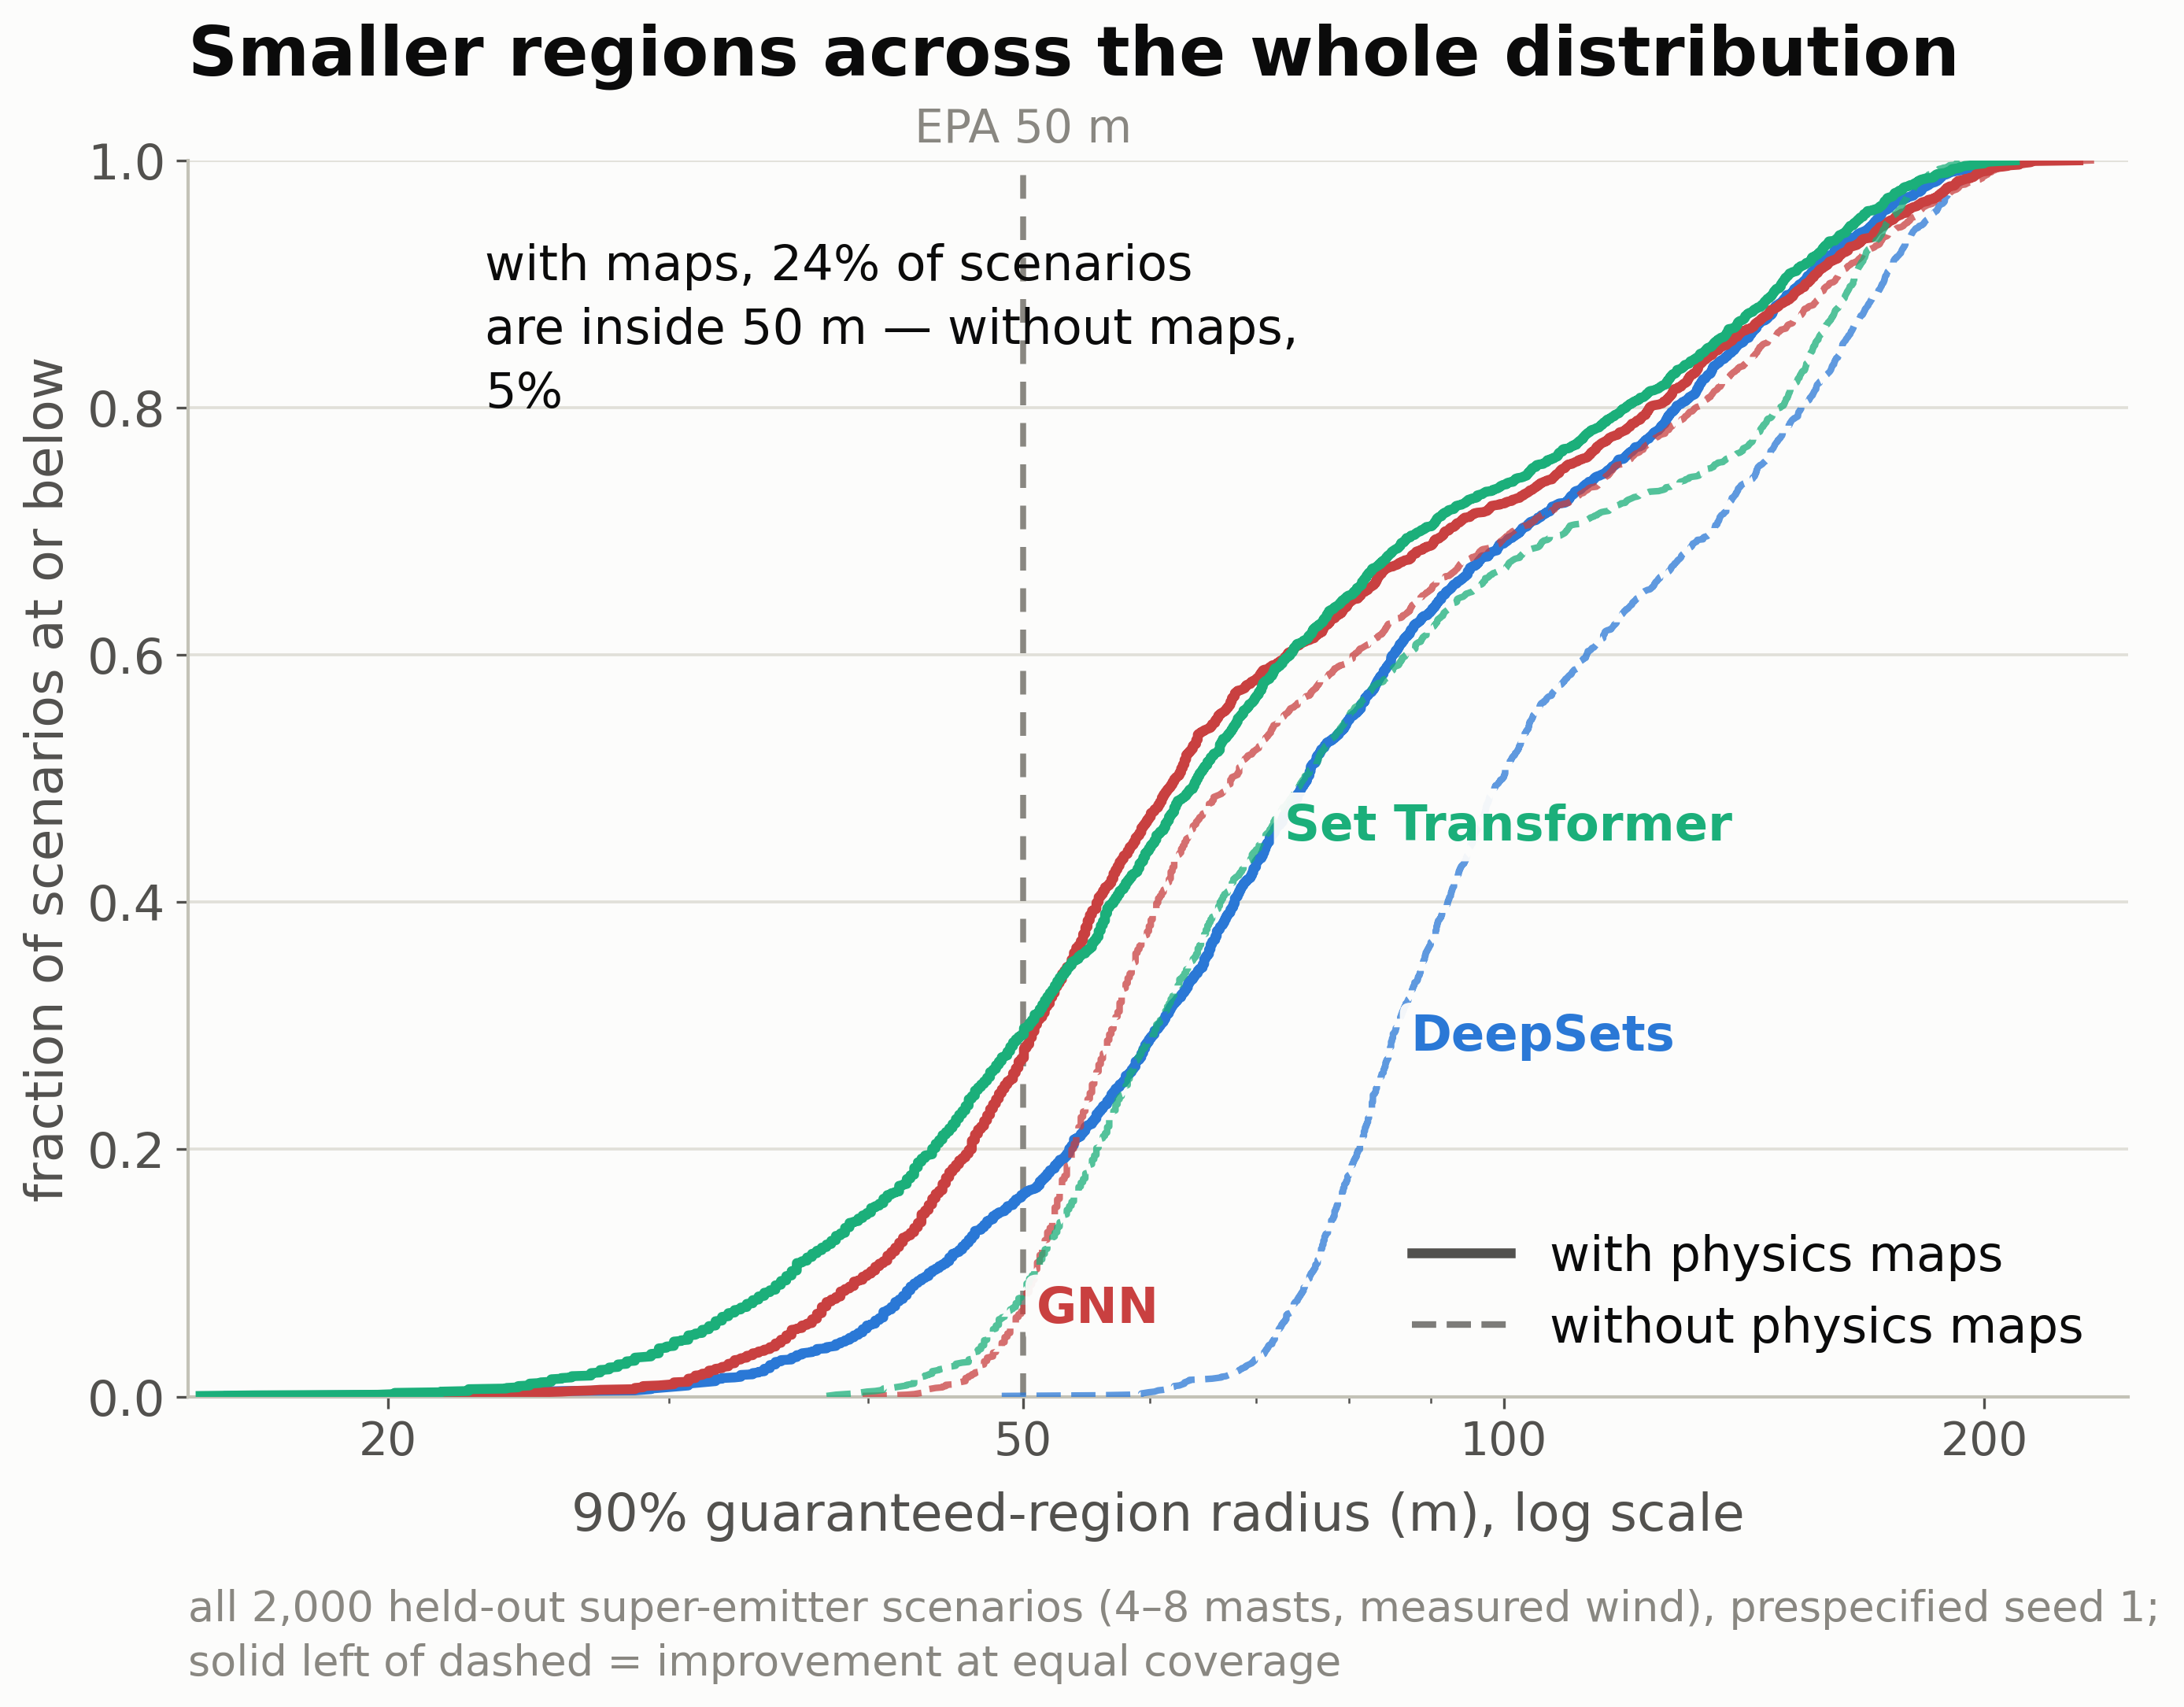 Smaller regions across the whole distribution
EPA 50 m
1.0
0.8
0.6
0.4
0.2
0.0
fraction of scenarios at or below
with maps, 24% of scenarios
are inside 50 m — without maps,
5%
Set Transformer
DeepSets
GNN
with physics maps
without physics maps
20
50
100
200
90% guaranteed-region radius (m), log scale
all 2,000 held-out super-emitter scenarios (4–8 masts, measured wind), prespecified seed 1;
solid left of dashed = improvement at equal coverage